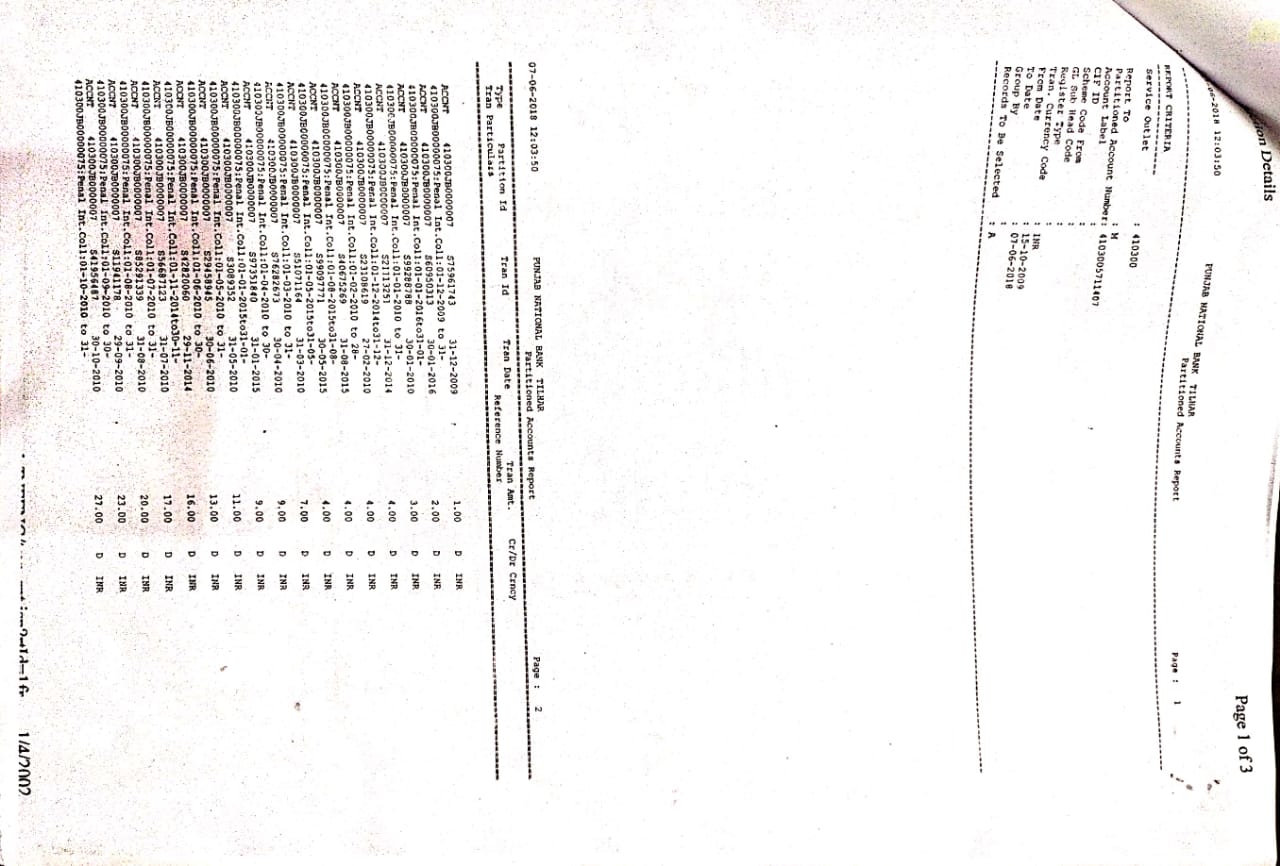 ion Details
Page 1 of 3
-06-2018 12:03:50
PUNJAB NATIONAL BANK TILHAR
Partitioned Accounts Report
Page : 1
REPORT CRITERIA
Service Outlet : 410300
Report To : M
Partitioned Account Number: 4103005711407
Account Label :
CIF ID :
Scheme Code From :
GL Sub Head Code :
Register Type :
Tran. Currency Code : INR
From Date : 15-10-2009
To Date : 07-06-2018
Group By :
Records To Be Selected : A
07-06-2018 12:03:50 PUNJAB NATIONAL BANK TILHAR Page : 2
Partitioned Accounts Report
Type Partition Id Tran Id Tran Date Tran Amt. Cr/Dr Crncy
Tran Particulars Reference Number
ACCNT 410300JB0000007 S75961743 31-12-2009 1.00 D INR
410300JB00000075:Penal Int.Coll:01-12-2009 to 31-
ACCNT 410300JB0000007 S60950313 30-01-2016 2.00 D INR
410300JB00000075:Penal Int.Coll:01-01-2016to31-01-
ACCNT 410300JB0000007 S99288788 30-01-2010 3.00 D INR
410300JB00000075:Penal Int.Coll:01-01-2010 to 31-
ACCNT 410300JB0000007 S21113251 31-12-2014 4.00 D INR
410300JB00000075:Penal Int.Coll:01-12-2014to31-12-
ACCNT 410300JB0000007 S23108619 27-02-2010 4.00 D INR
410300JB00000075:Penal Int.Coll:01-02-2010 to 28-
ACCNT 410300JB0000007 S40675269 31-08-2015 4.00 D INR
410300JB00000075:Penal Int.Coll:01-08-2015to31-08-
ACCNT 410300JB0000007 S99097771 30-05-2015 4.00 D INR
410300JB00000075:Penal Int.Coll:01-05-2015to31-05-
ACCNT 410300JB0000007 S51071164 31-03-2010 7.00 D INR
410300JB00000075:Penal Int.Coll:01-03-2010 to 31-
ACCNT 410300JB0000007 S76282673 30-04-2010 9.00 D INR
410300JB00000075:Penal Int.Coll:01-04-2010 to 30-
ACCNT 410300JB0000007 S97351840 31-01-2015 9.00 D INR
410300JB00000075:Penal Int.Coll:01-01-2015to31-01-
ACCNT 410300JB0000007 S3089352 31-05-2010 11.00 D INR
410300JB00000075:Penal Int.Coll:01-05-2010 to 31-
ACCNT 410300JB0000007 S29458945 30-06-2010 13.00 D INR
410300JB00000075:Penal Int.Coll:01-06-2010 to 30-
ACCNT 410300JB0000007 S42820060 29-11-2014 16.00 D INR
410300JB00000075:Penal Int.Coll:01-11-2014to30-11-
ACCNT 410300JB0000007 S56687123 31-07-2010 17.00 D INR
410300JB00000075:Penal Int.Coll:01-07-2010 to 31-
ACCNT 410300JB0000007 S85291339 31-08-2010 20.00 D INR
410300JB00000075:Penal Int.Coll:01-08-2010 to 31-
ACCNT 410300JB0000007 S11941178 29-09-2010 23.00 D INR
410300JB00000075:Penal Int.Coll:01-09-2010 to 30-
ACCNT 410300JB0000007 S41956487 30-10-2010 27.00 D INR
410300JB00000075:Penal Int.Coll:01-10-2010 to 31-
1/4/2002